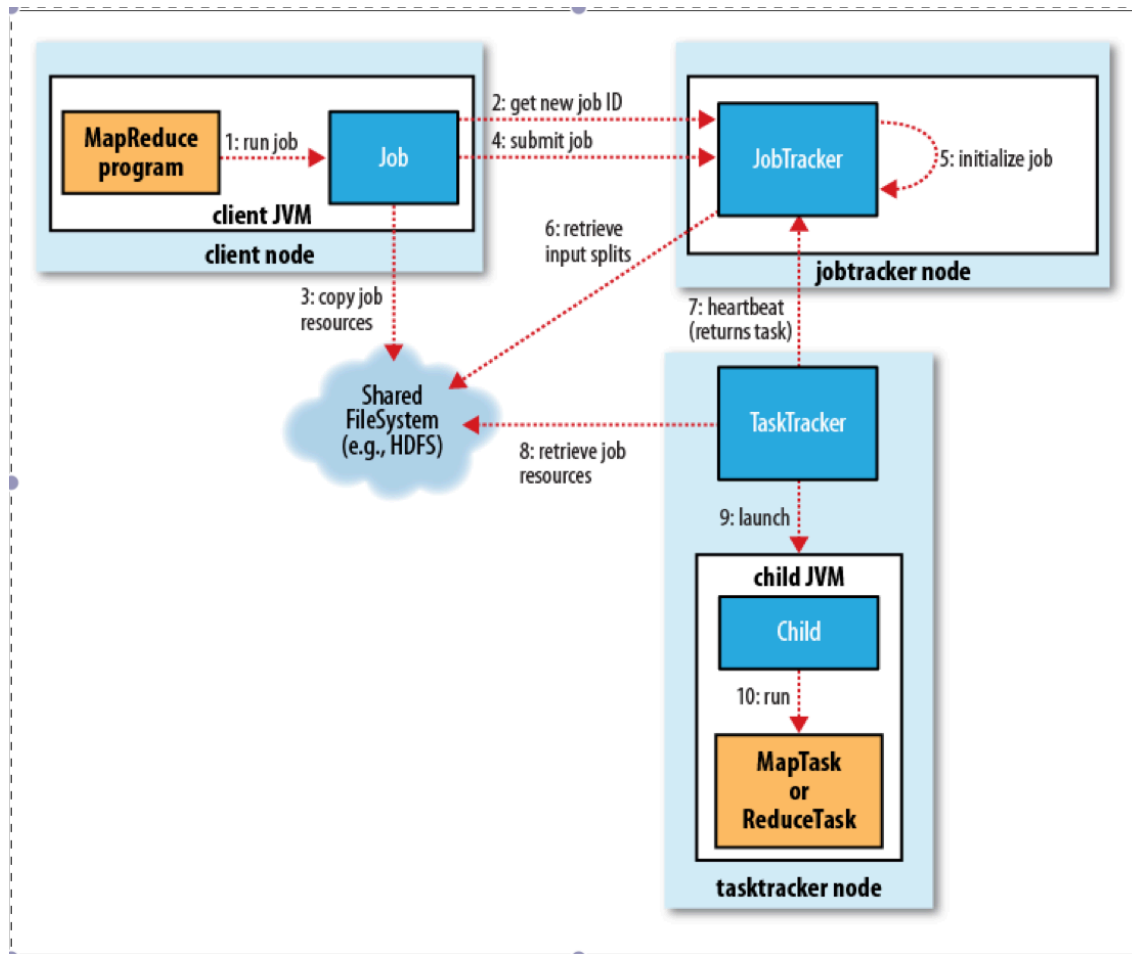 MapReduce
program
1: run job
Job
client JVM
client node
2: get new job ID
4: submit job
JobTracker
5: initialize job
jobtracker node
3: copy job
resources
6: retrieve
input splits
7: heartbeat
(returns task)
Shared
FileSystem
(e.g., HDFS)
8: retrieve job
resources
TaskTracker
9: launch
child JVM
Child
10: run
MapTask
or
ReduceTask
tasktracker node